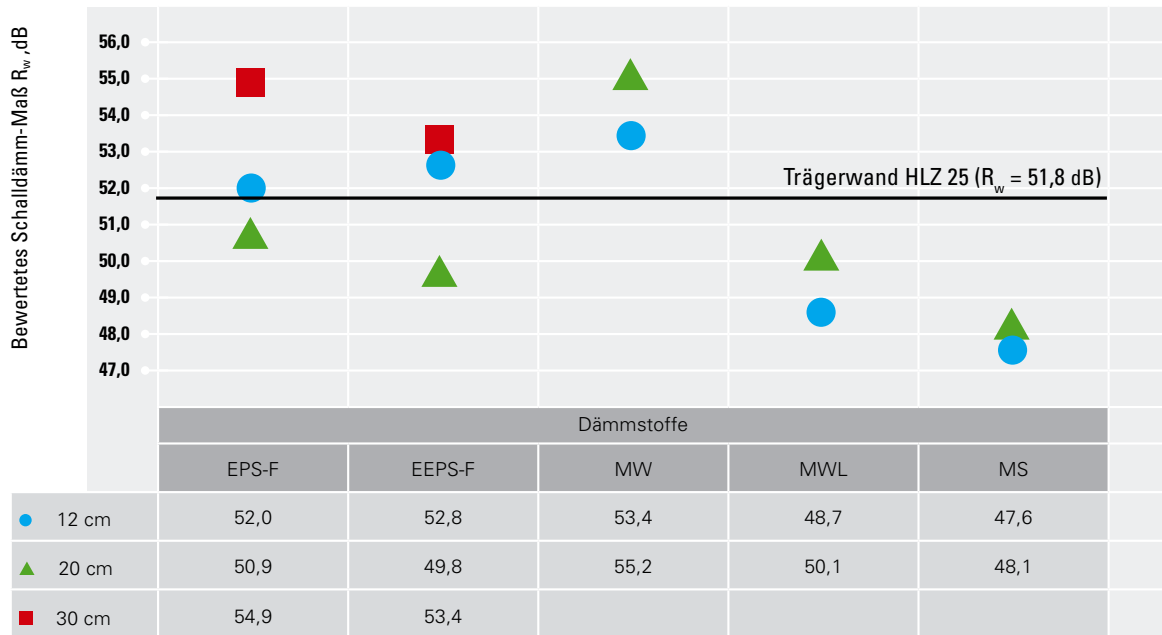 Bewertetes Schalldämm-Maß R_w ,dB
56,0
55,0
54,0
53,0
52,0
51,0
50,0
49,0
48,0
47,0
Trägerwand HLZ 25 (R_w = 51,8 dB)
Dämmstoffe
EPS-F EEPS-F MW MWL MS
12 cm 52,0 52,8 53,4 48,7 47,6
20 cm 50,9 49,8 55,2 50,1 48,1
30 cm 54,9 53,4